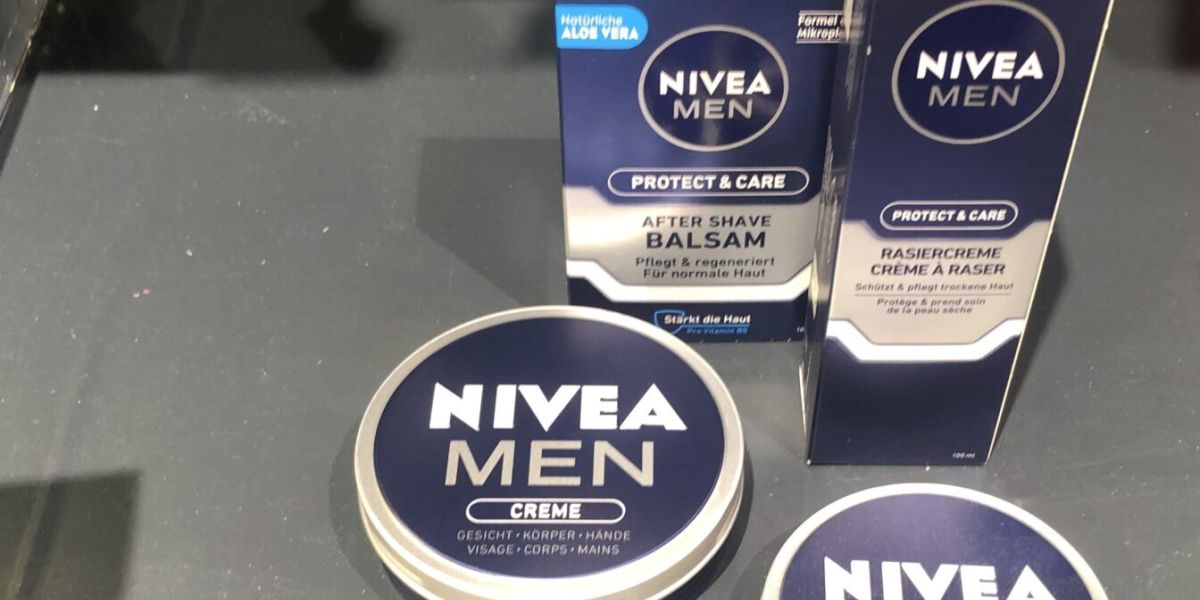 Natürliche
ALOE VERA
NIVEA
MEN
PROTECT & CARE
AFTER SHAVE
BALSAM
Pflegt & regeneriert
Für normale Haut
Stärkt die Haut
Pro Vitamin B5
Formel
NIVEA
MEN
PROTECT & CARE
RASIERCREME
CRÈME À RASER
Schützt & pflegt trockene Haut
Protège & prend soin
de la peau sèche
100 ml
NIVEA
MEN
CREME
GESICHT • KÖRPER • HÄNDE
VISAGE • CORPS • MAINS
NIVEA